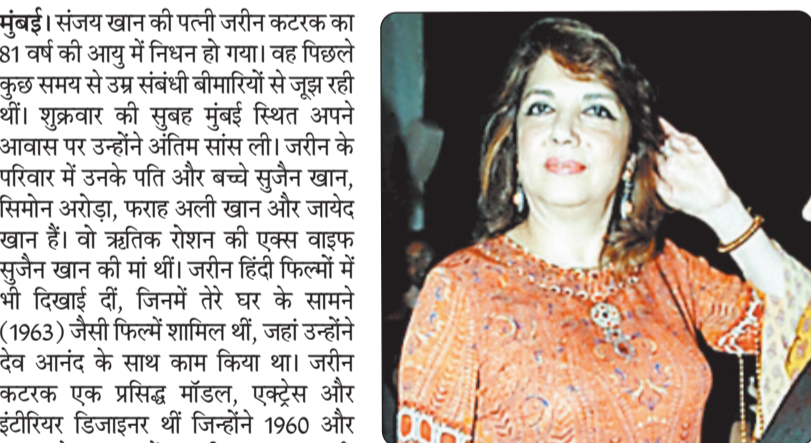 मुंबई। संजय खान की पत्नी जरीन कटरक का
81 वर्ष की आयु में निधन हो गया। वह पिछले
कुछ समय से उम्र संबंधी बीमारियों से जूझ रही
थीं। शुक्रवार की सुबह मुंबई स्थित अपने
आवास पर उन्होंने अंतिम सांस ली। जरीन के
परिवार में उनके पति और बच्चे सुजैन खान,
सिमोन अरोड़ा, फराह अली खान और जायेद
खान हैं। वो ऋतिक रोशन की एक्स वाइफ
सुजैन खान की मां थीं। जरीन हिंदी फिल्मों में
भी दिखाई दीं, जिनमें तेरे घर के सामने
(1963) जैसी फिल्में शामिल थीं, जहां उन्होंने
देव आनंद के साथ काम किया था। जरीन
कटरक एक प्रसिद्ध मॉडल, एक्ट्रेस और
इंटीरियर डिजाइनर थीं जिन्होंने 1960 और